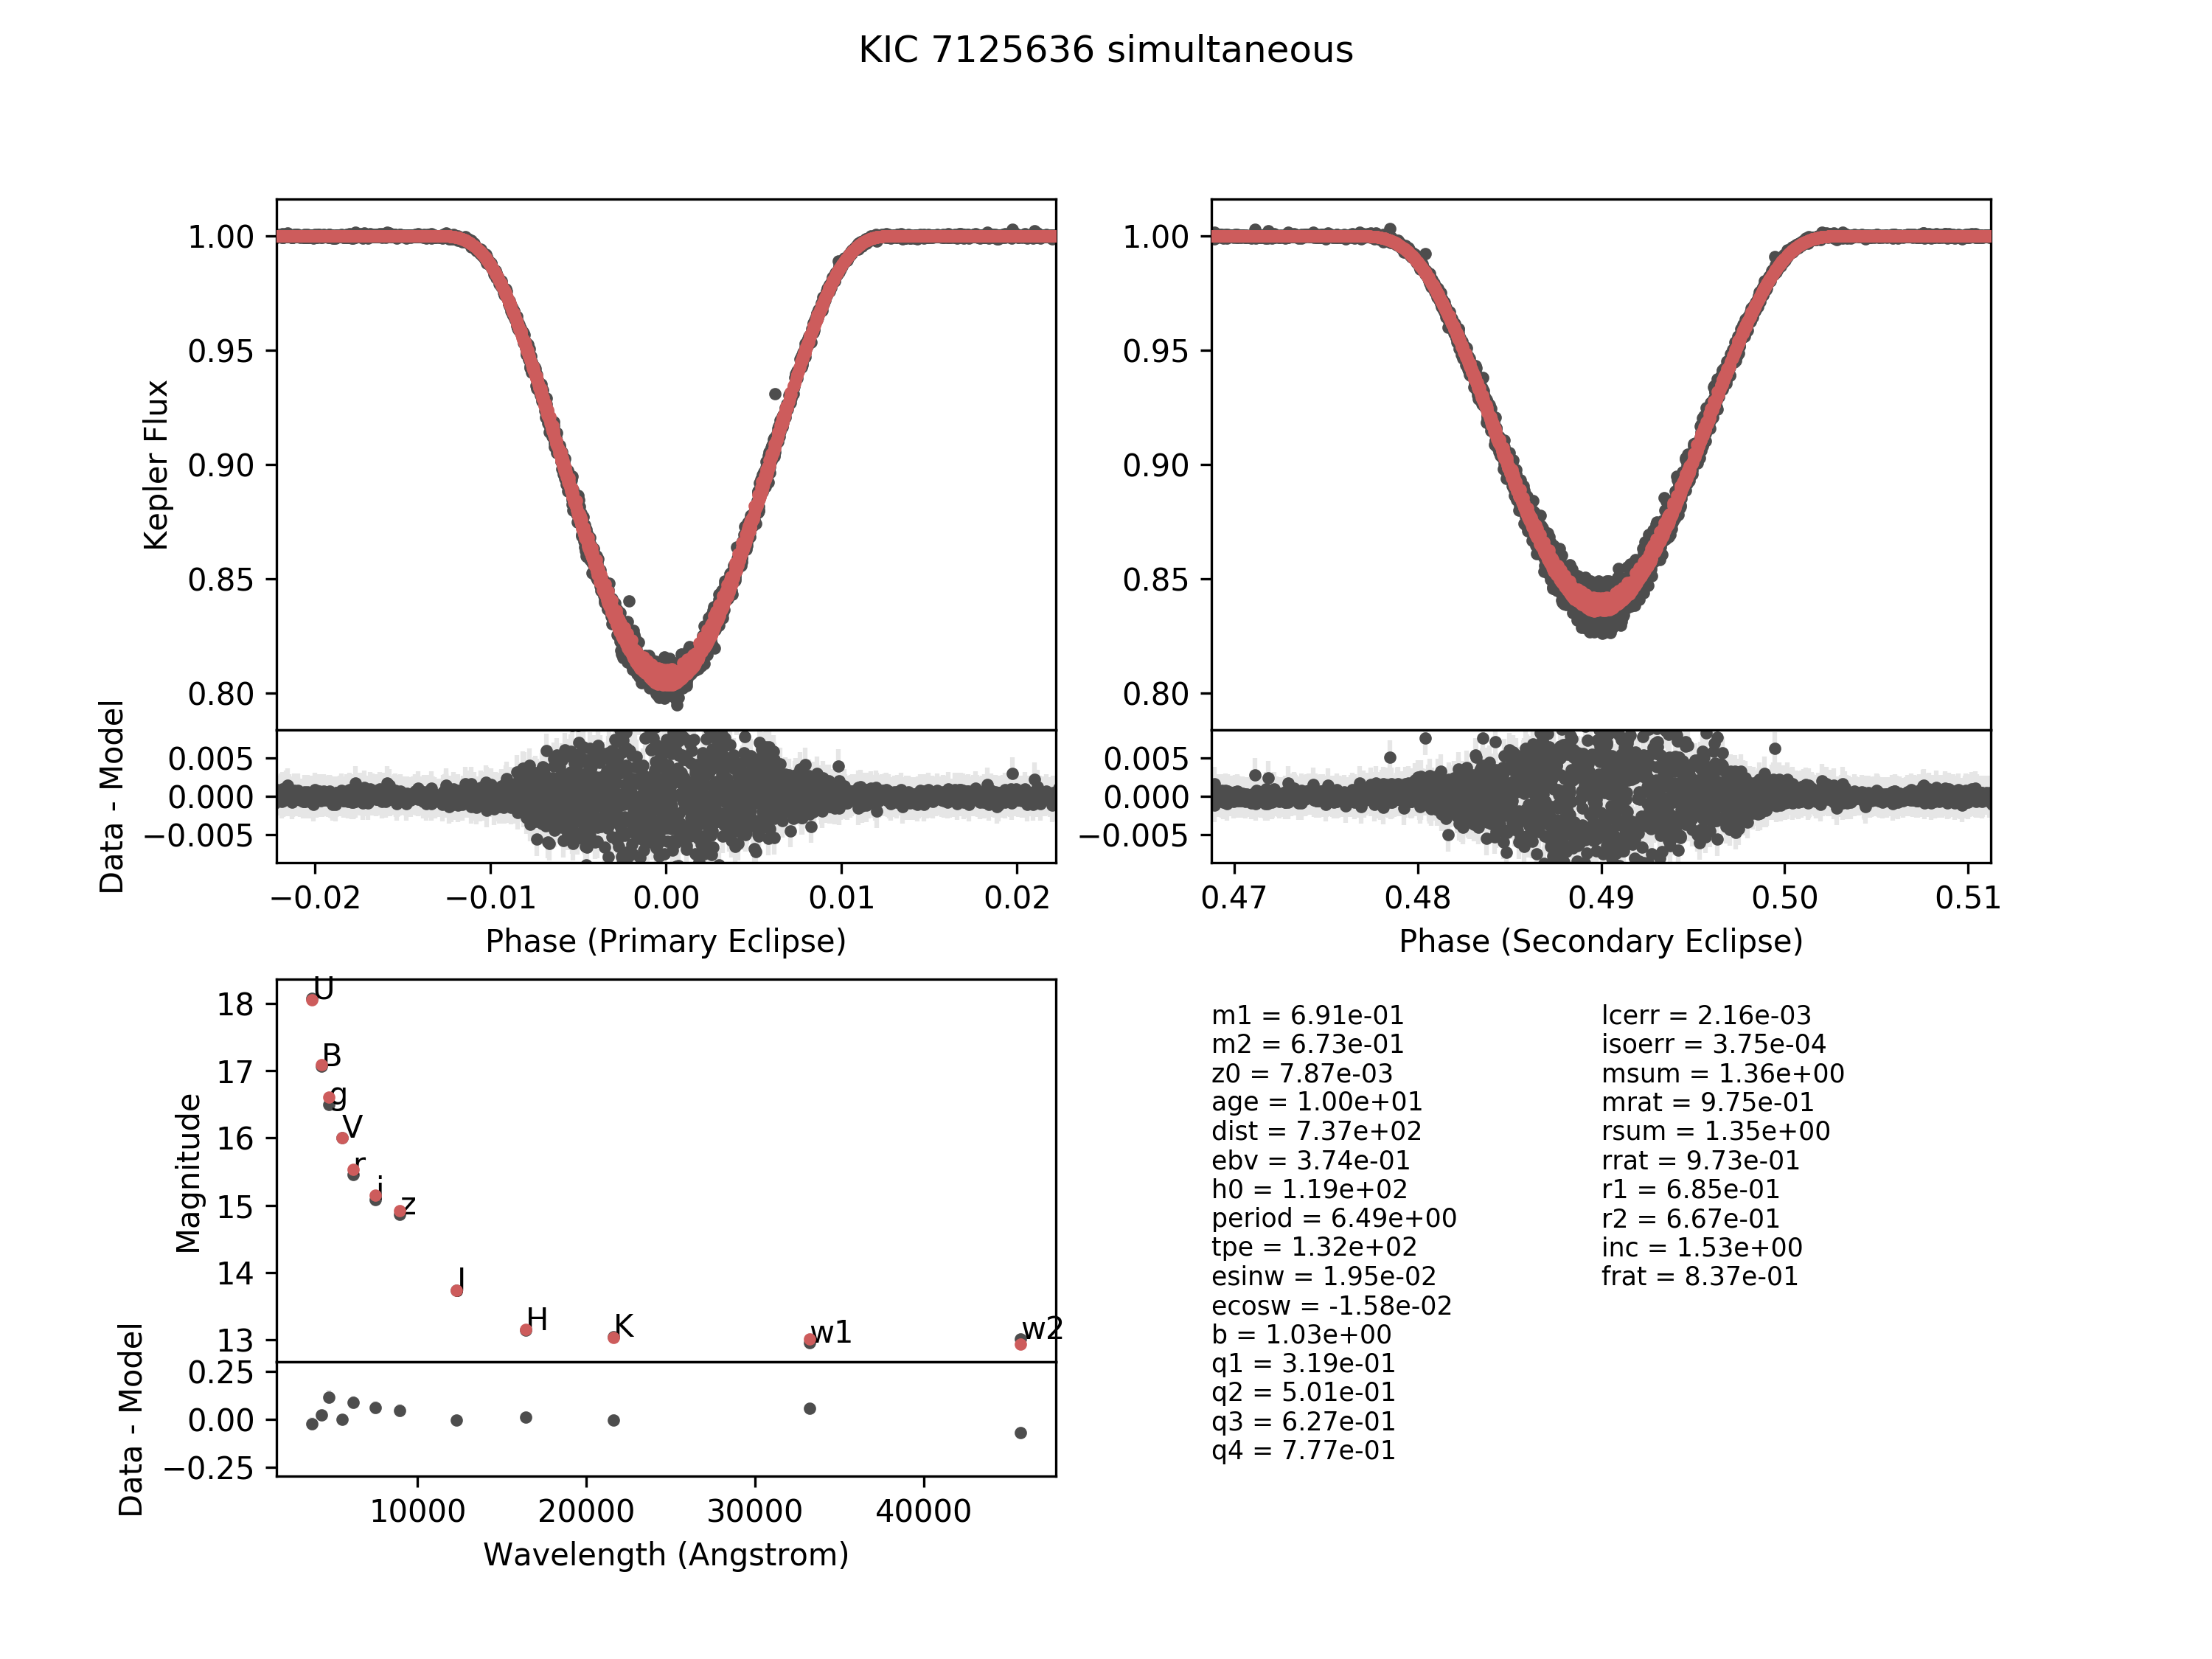 KIC 7125636 simultaneous
1.00
0.95
0.90
0.85
0.80
Kepler Flux
0.005
0.000
−0.005
Data - Model
−0.02
−0.01
0.00
0.01
0.02
Phase (Primary Eclipse)
1.00
0.95
0.90
0.85
0.80
0.005
0.000
−0.005
0.47
0.48
0.49
0.50
0.51
Phase (Secondary Eclipse)
18
17
16
15
14
13
Magnitude
U
B
g
V
r
i
z
J
H
K
w1
w2
0.25
0.00
−0.25
Data - Model
10000
20000
30000
40000
Wavelength (Angstrom)
m1 = 6.91e-01
m2 = 6.73e-01
z0 = 7.87e-03
age = 1.00e+01
dist = 7.37e+02
ebv = 3.74e-01
h0 = 1.19e+02
period = 6.49e+00
tpe = 1.32e+02
esinw = 1.95e-02
ecosw = -1.58e-02
b = 1.03e+00
q1 = 3.19e-01
q2 = 5.01e-01
q3 = 6.27e-01
q4 = 7.77e-01
lcerr = 2.16e-03
isoerr = 3.75e-04
msum = 1.36e+00
mrat = 9.75e-01
rsum = 1.35e+00
rrat = 9.73e-01
r1 = 6.85e-01
r2 = 6.67e-01
inc = 1.53e+00
frat = 8.37e-01